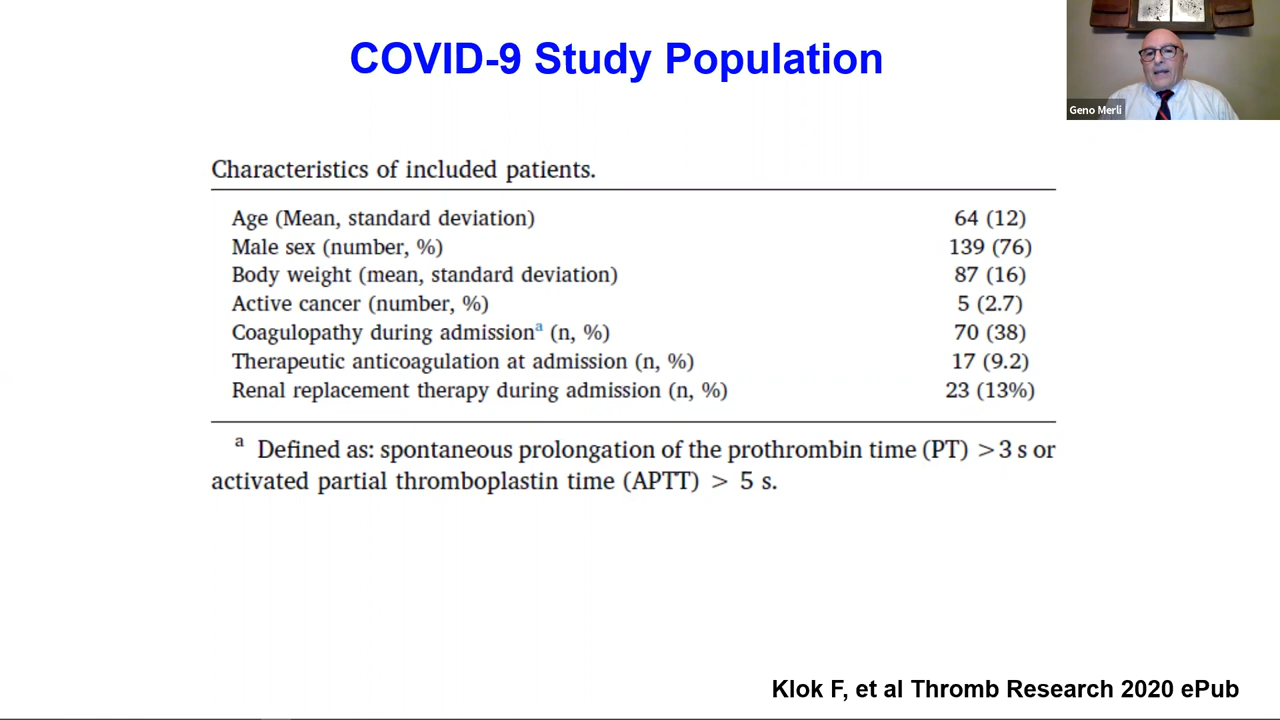 COVID-9 Study Population
Geno Merli
Characteristics of included patients.
Age (Mean, standard deviation) 64 (12)
Male sex (number, %) 139 (76)
Body weight (mean, standard deviation) 87 (16)
Active cancer (number, %) 5 (2.7)
Coagulopathy during admissionᵃ (n, %) 70 (38)
Therapeutic anticoagulation at admission (n, %) 17 (9.2)
Renal replacement therapy during admission (n, %) 23 (13%)
ᵃ Defined as: spontaneous prolongation of the prothrombin time (PT) > 3 s or
activated partial thromboplastin time (APTT) > 5 s.
Klok F, et al Thromb Research 2020 ePub